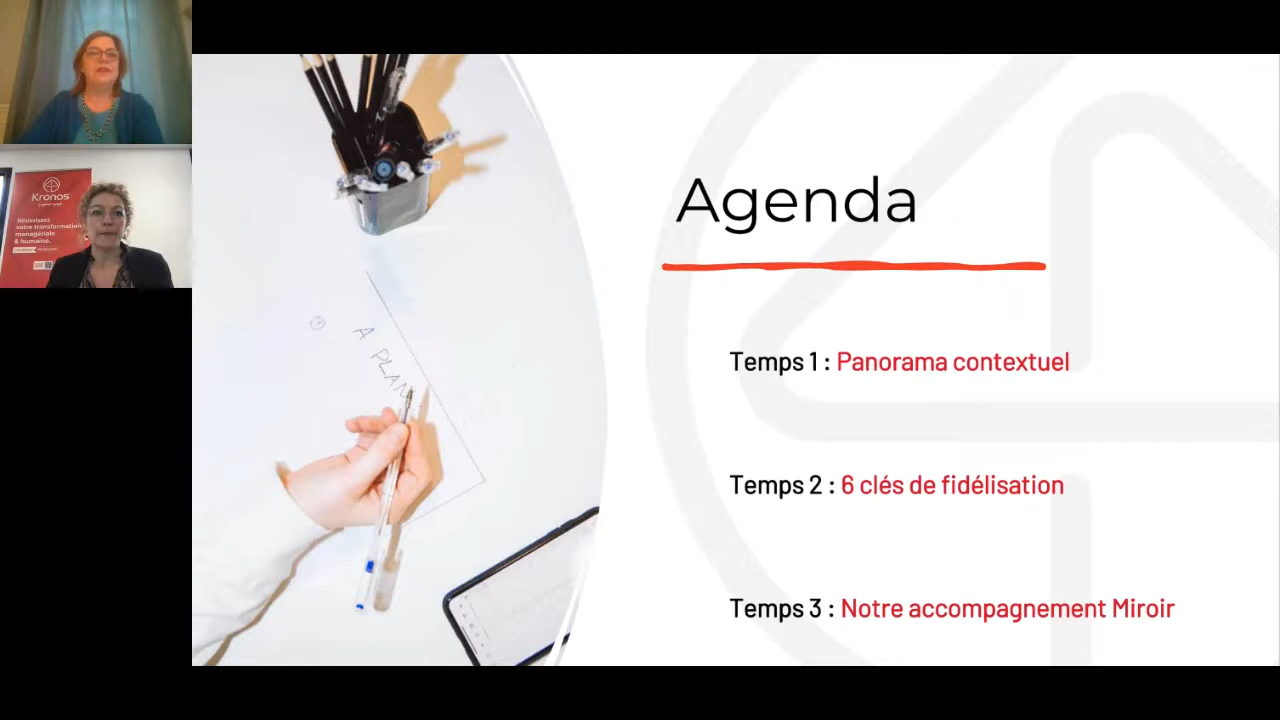 Kronos
Réussissez
votre transformation
managériale
& humaine.
Agenda
Temps 1 : Panorama contextuel
Temps 2 : 6 clés de fidélisation
Temps 3 : Notre accompagnement Miroir
A PLAN